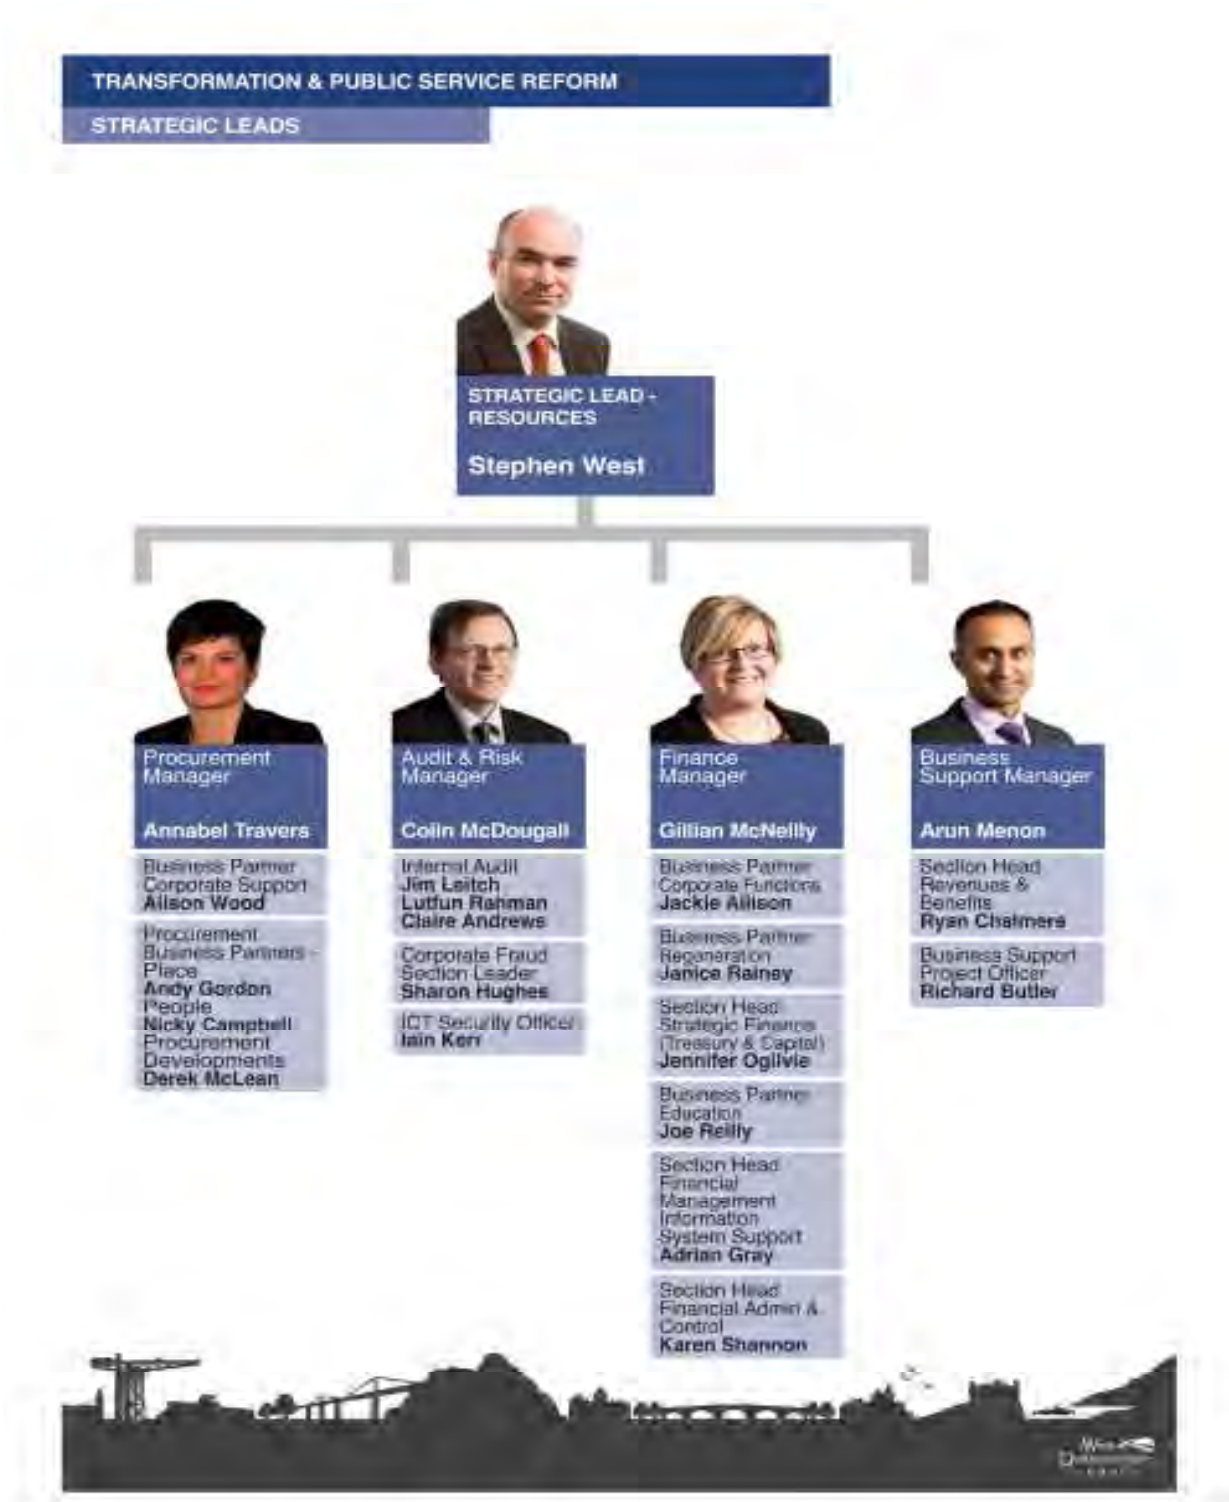 TRANSFORMATION & PUBLIC SERVICE REFORM
STRATEGIC LEADS
STRATEGIC LEAD -
RESOURCES
Stephen West
Procurement
Manager
Annabel Travers
Business Partner
Corporate Support
Alison Wood
Procurement
Business Partners -
Place
Andy Gordon
People
Nicky Campbell
Procurement
Developments
Derek McLean
Audit & Risk
Manager
Colin McDougall
Internal Audit
Jim Leitch
Lutfun Rahman
Claire Andrews
Corporate Fraud
Section Leader
Sharon Hughes
ICT Security Officer
Iain Kerr
Finance
Manager
Gillian McNeilly
Business Partner
Corporate Functions
Jackie Allison
Business Partner
Regeneration
Janice Rainey
Section Head
Strategic Finance
(Treasury & Capital)
Jennifer Ogilvie
Business Partner
Education
Joe Reilly
Section Head
Financial
Management
Information
System Support
Adrian Gray
Section Head
Financial Admin &
Control
Karen Shannon
Business
Support Manager
Arun Menon
Section Head
Revenues &
Benefits
Ryan Chalmers
Business Support
Project Officer
Richard Butler